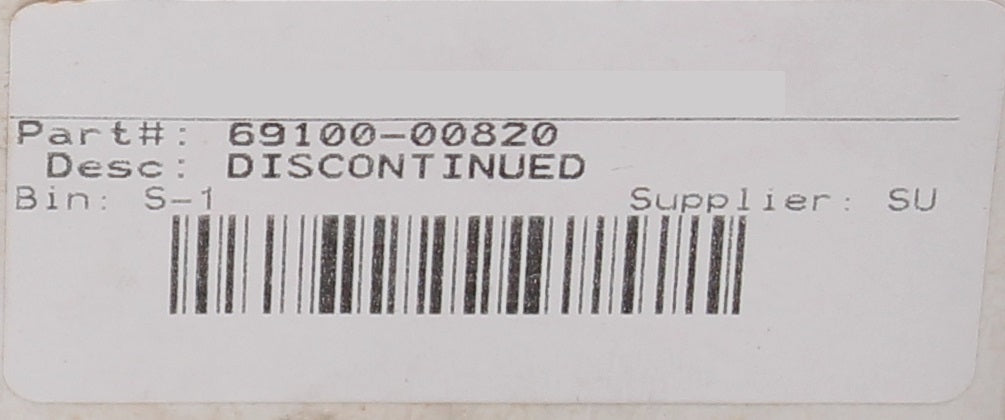 Part#: 69100-00820
Desc: DISCONTINUED
Bin: S-1 Supplier: SU